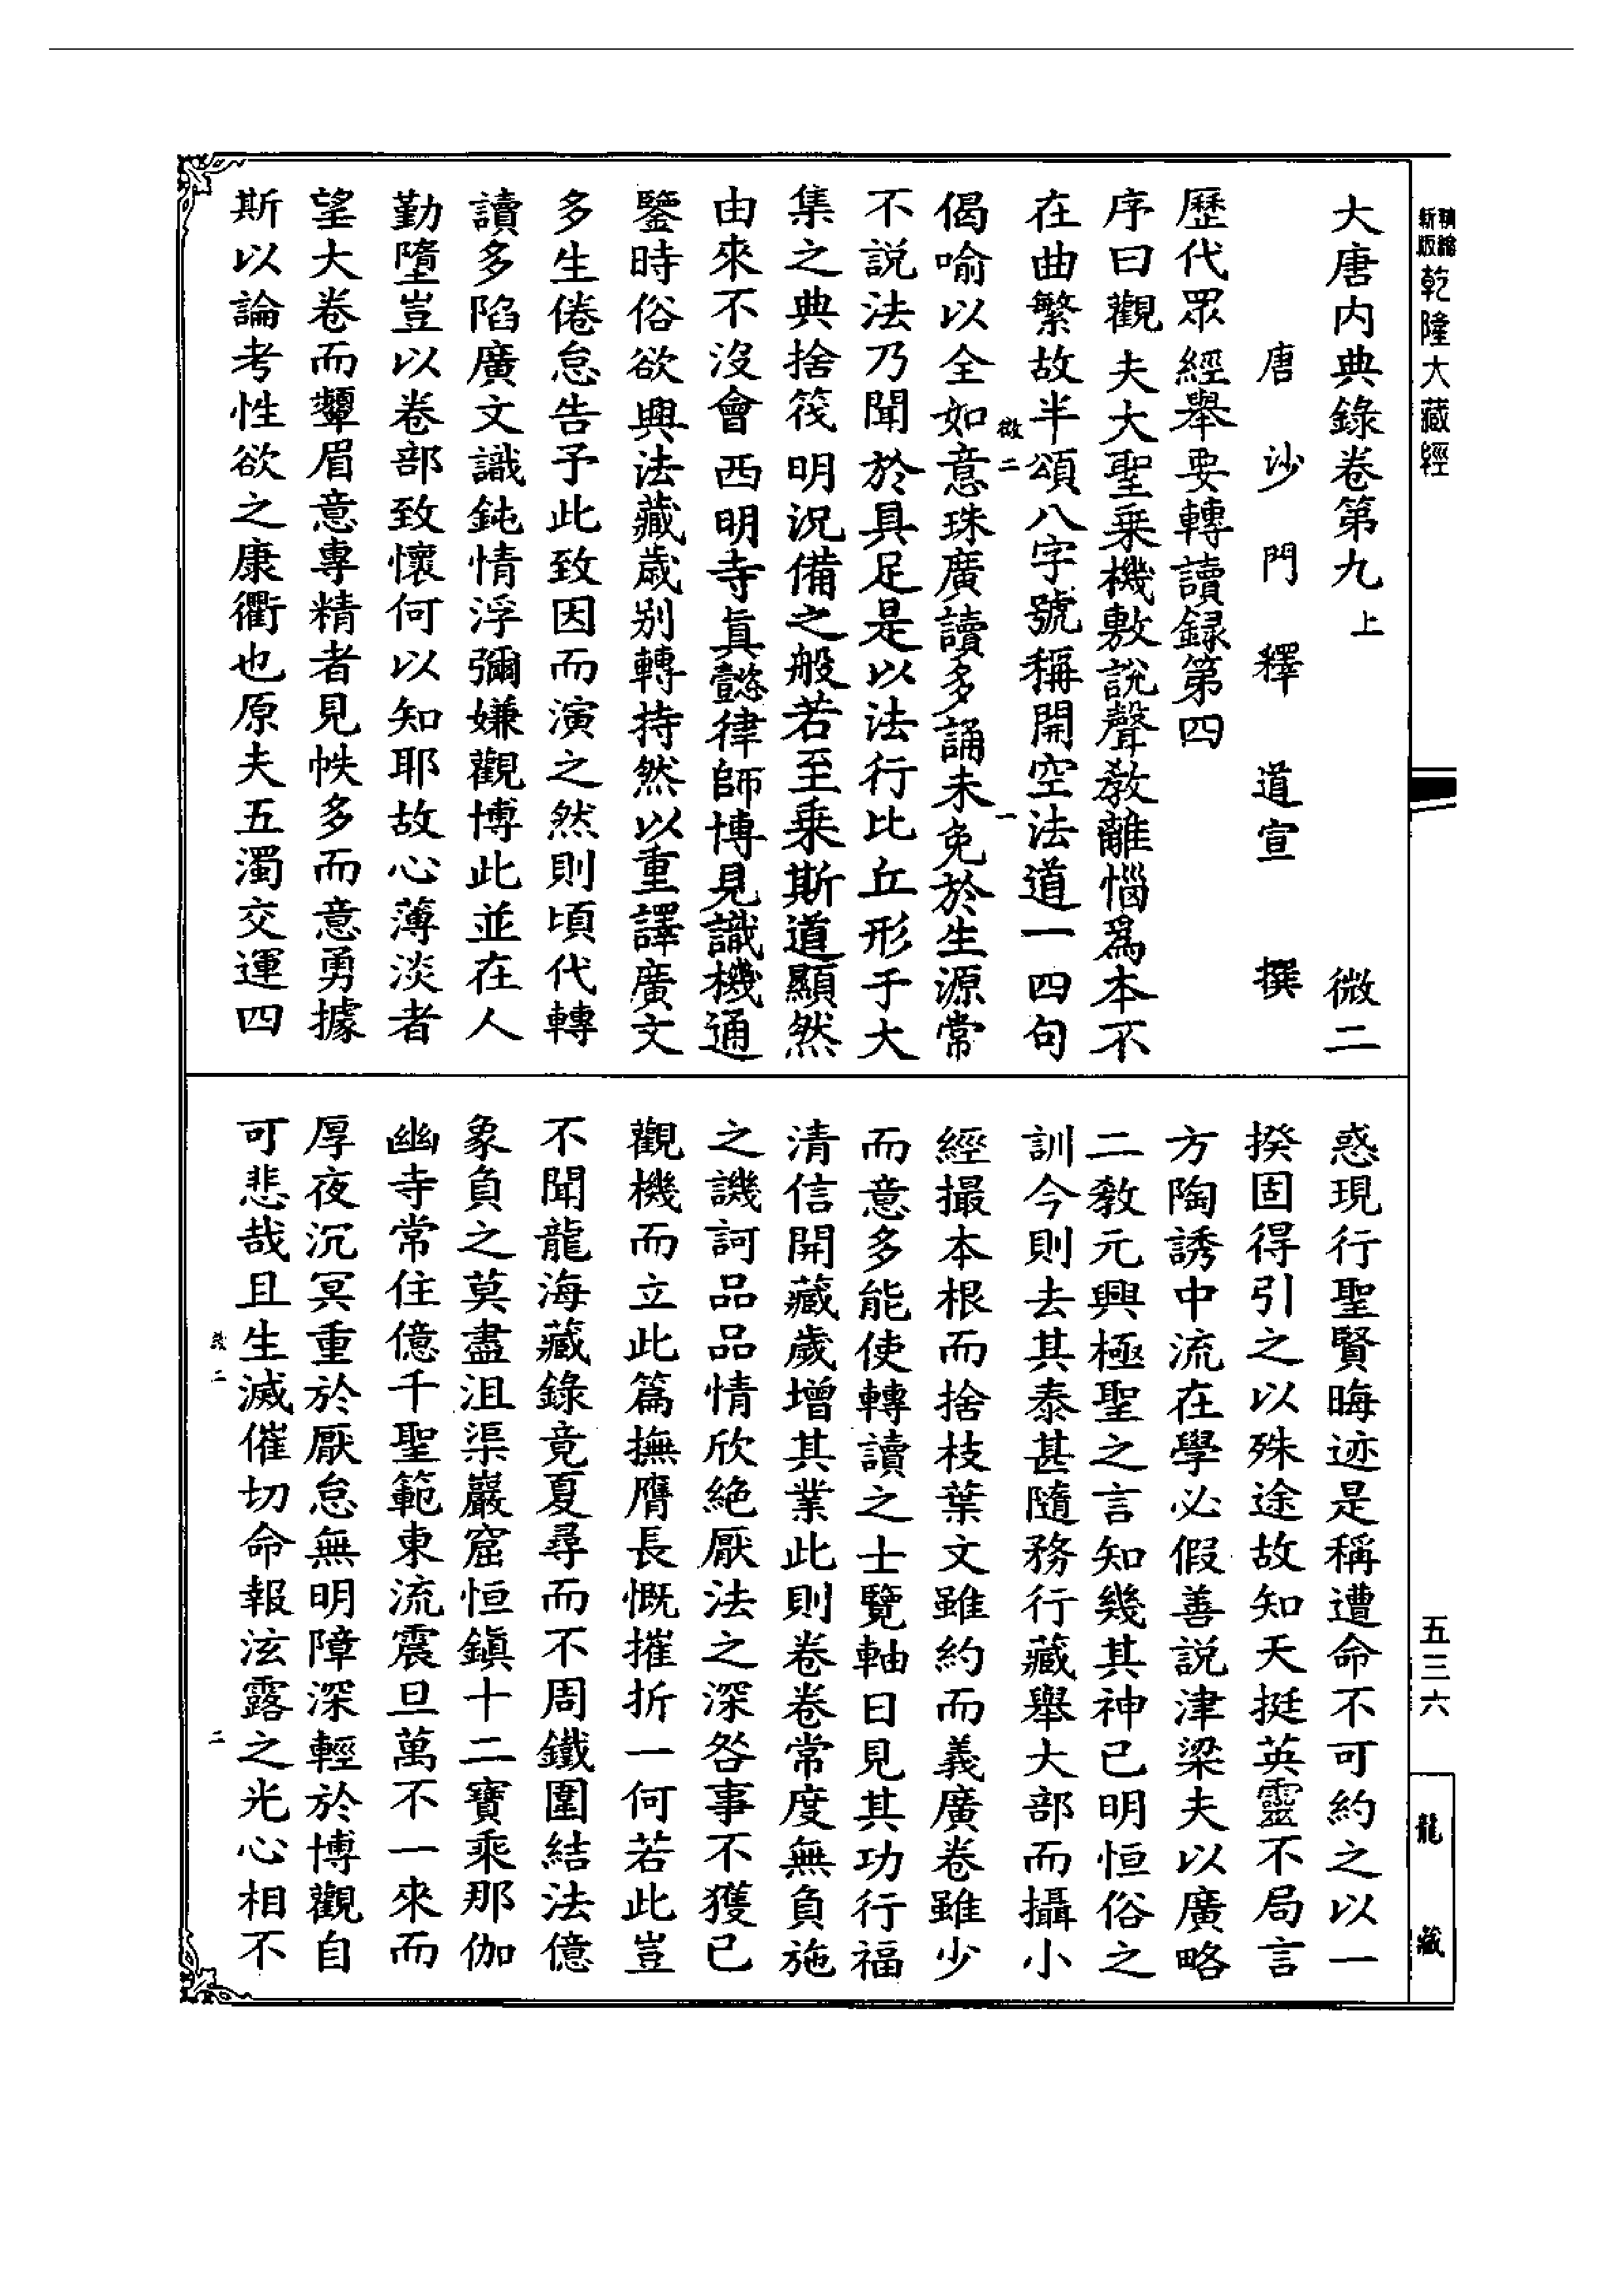 新版精縮乾隆大藏經
大唐内典錄卷第九上　微二
唐沙門釋道宣撰
歷代眾經舉要轉讀録第四
序曰觀夫大聖乗機敷說聲教離惱爲本不
在曲繁故半頌八字號稱開空法道一四句
偈喻以全如意珠廣讀多誦未免於生源常
不説法乃聞於具足是以法行比丘形于大
集之典捨筏明況備之般若至乗斯道顯然
由來不沒會西明寺真懿律師博見識機通
鑒時俗欲興法藏歲别轉持然以重譯廣文
多生倦怠告予此致因而演之然則頃代轉
讀多陷廣文識鈍情浮彌嫌觀博此並在人
勤墮豈以卷部致懷何以知耶故心薄淡者
望大卷而顰眉意專精者見帙多而意勇據
斯以論考性欲之康衢也原夫五濁交運四
惑現行聖賢晦迹是稱遭命不可約之以一
揆固得引之以殊途故知天挺英靈不局言
方陶誘中流在學必假善説津梁夫以廣略
二教元興極聖之言知幾其神已明恒俗之
訓今則去其泰甚隨務行藏舉大部而攝小
經撮本根而捨枝葉文雖約而義廣卷雖少
而意多能使轉讀之士覽軸日見其功行福
清信開藏歲增其業此則卷卷常度無負施
之譏訶品品情欣絶厭法之深咎事不獲已
觀機而立此篇撫膺長慨摧折一何若此豈
不聞龍海藏錄竟夏尋而不周鐵圍結法億
象負之莫盡沮渠巖窟恒鎮十二寶乘那伽
幽寺常住億千聖範東流震旦萬不一來而
厚夜沉冥重於厭怠無明障深輕於博觀自
可悲哉且生滅催切命報泫露之光心相不
微二
一
二
五三六
龍藏